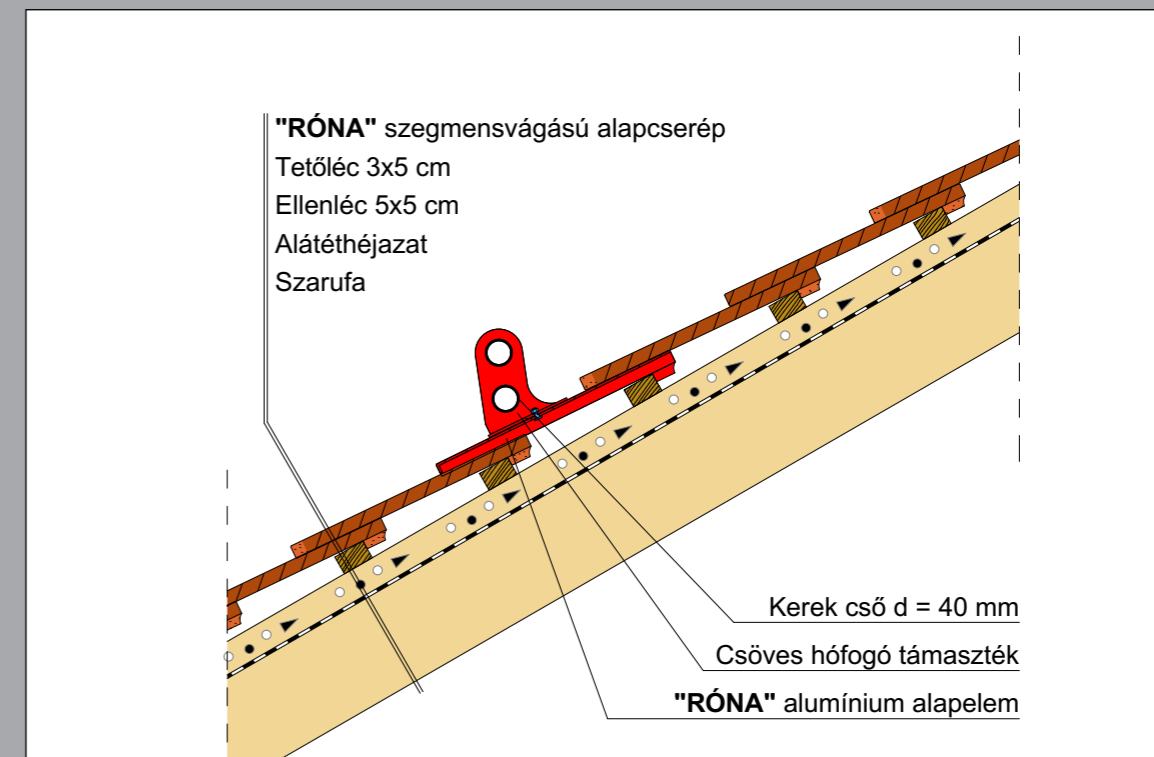 "RÓNA" szegmensvágású alapcserép
Tetőléc 3x5 cm
Ellenléc 5x5 cm
Alátéthéjazat
Szarufa
Kerek cső d = 40 mm
Csöves hófogó támaszték
"RÓNA" alumínium alapelem